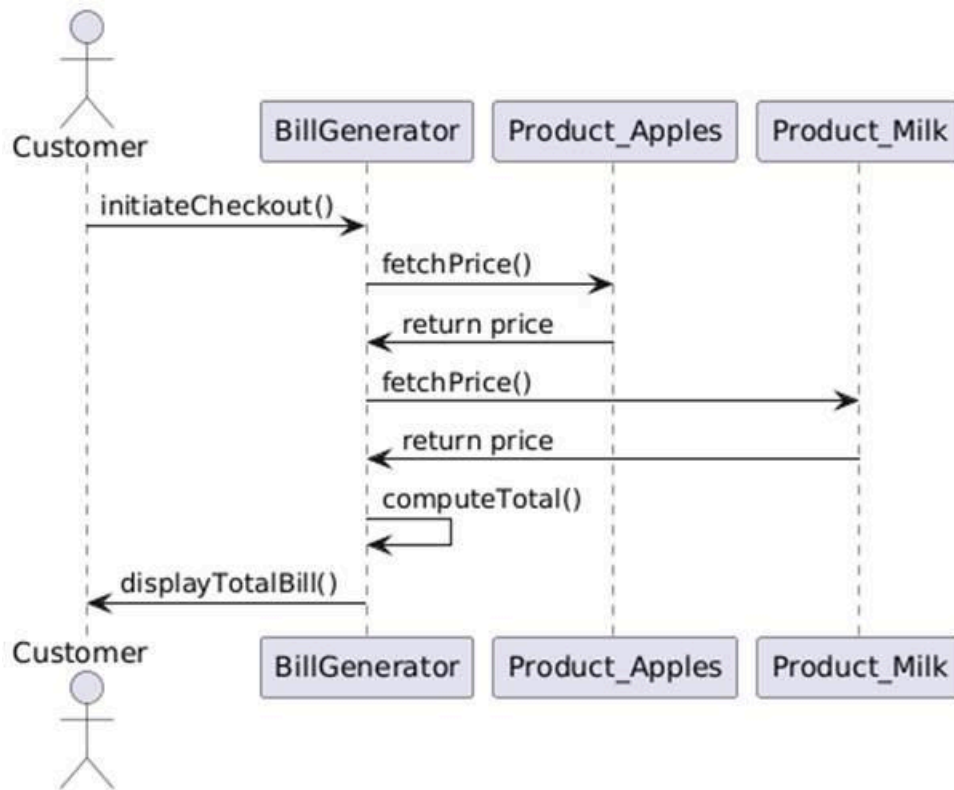 Customer
BillGenerator
Product_Apples
Product_Milk
initiateCheckout()
fetchPrice()
return price
fetchPrice()
return price
computeTotal()
displayTotalBill()
Customer
BillGenerator
Product_Apples
Product_Milk